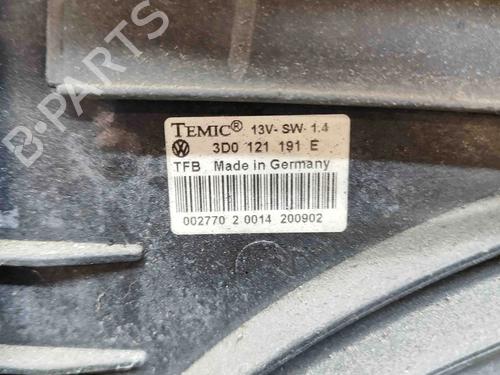 TEMIC® 13V- SW- 1.4
3D0 121 191 E
TFB Made in Germany
002770 2 0014 200902
B-PARTS